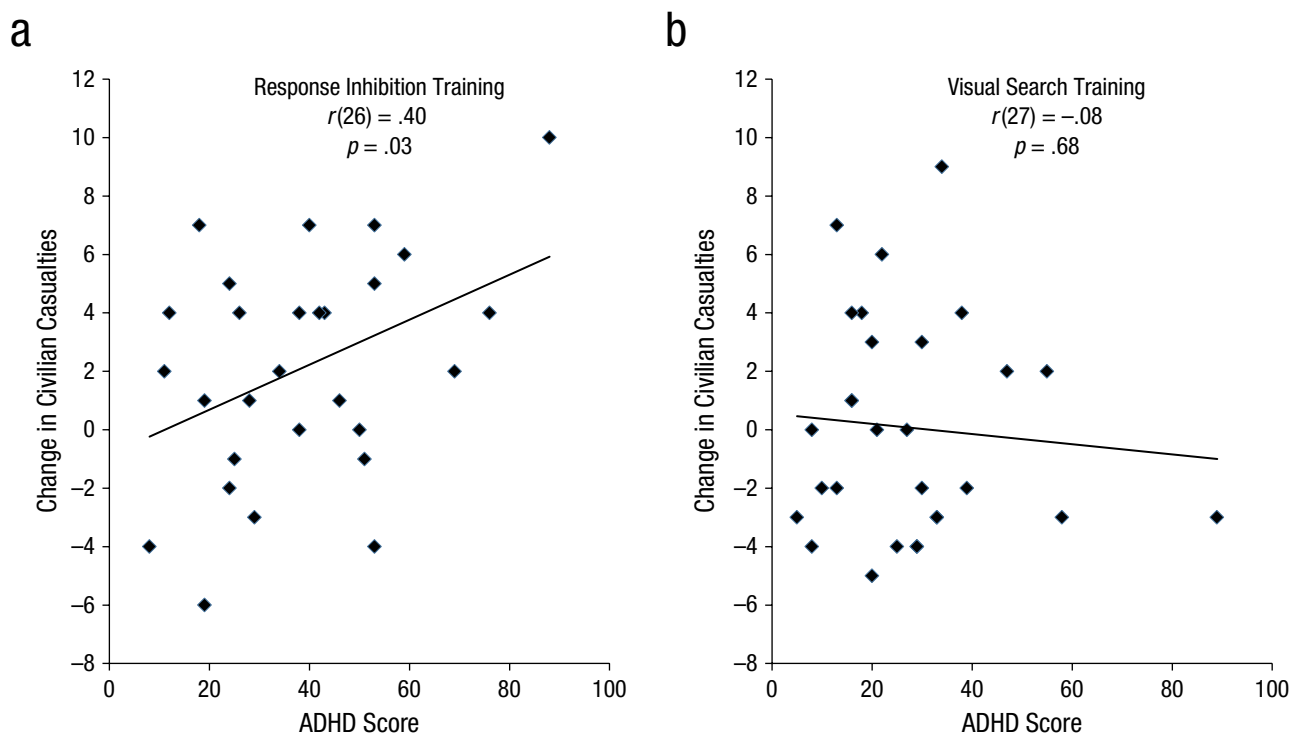 a
Response Inhibition Training
r(26) = .40
p = .03
Change in Civilian Casualties
12
10
8
6
4
2
0
–2
–4
–6
–8
0 20 40 60 80 100
ADHD Score
b
Visual Search Training
r(27) = –.08
p = .68
Change in Civilian Casualties
12
10
8
6
4
2
0
–2
–4
–6
–8
0 20 40 60 80 100
ADHD Score